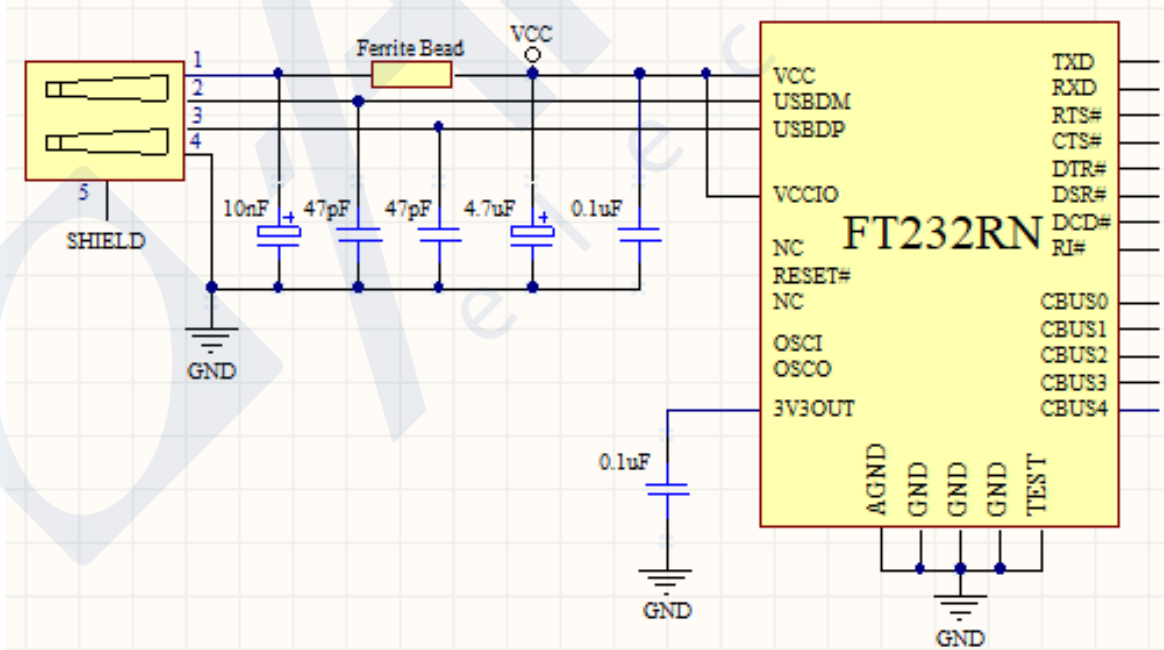 VCC
Ferrite Bead
1
2
3
4
5
SHIELD
10nF
47pF
47pF
4.7uF
0.1uF
GND
VCC
USBDM
USBDP
VCCIO
NC
RESET#
NC
OSCI
OSCO
3V3OUT
FT232RN
TXD
RXD
RTS#
CTS#
DTR#
DSR#
DCD#
RI#
CBUS0
CBUS1
CBUS2
CBUS3
CBUS4
AGND
GND
GND
GND
TEST
0.1uF
GND
GND
e l e c